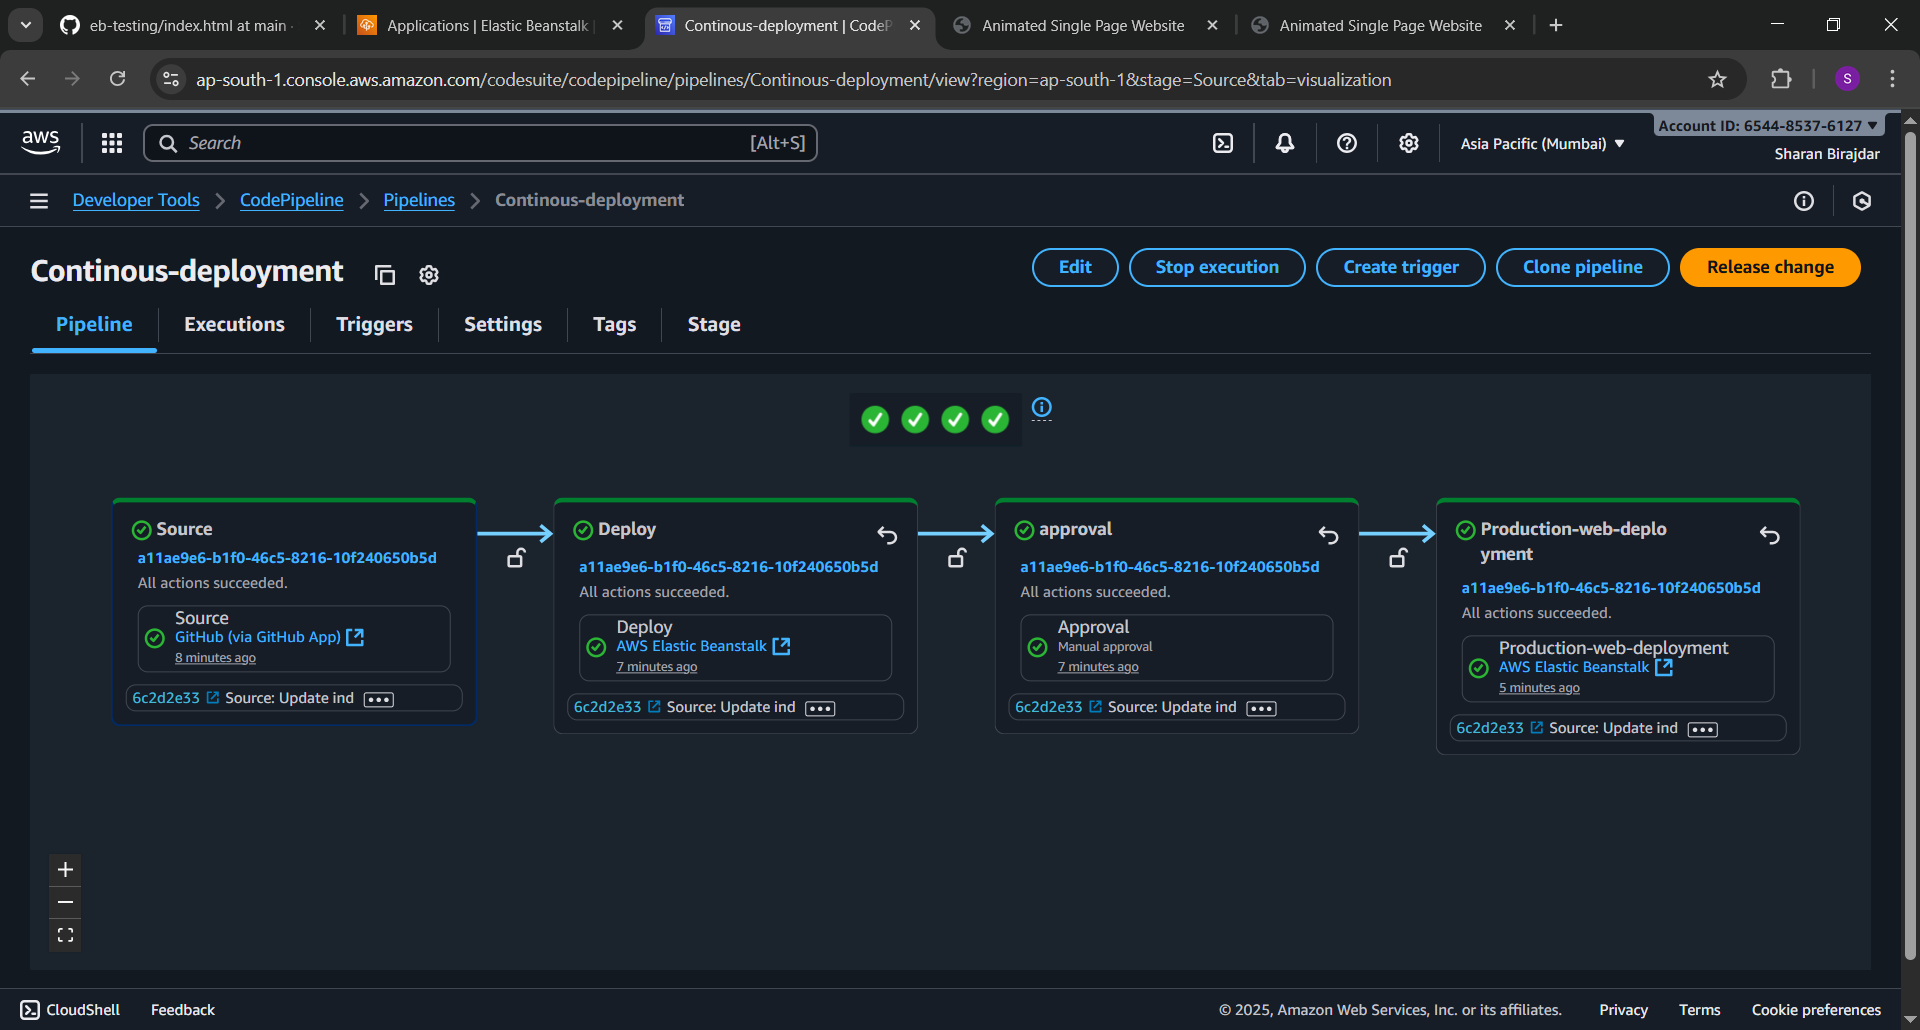 eb-testing/index.html at main ·
Applications | Elastic Beanstalk |
Continous-deployment | CodeP
Animated Single Page Website
Animated Single Page Website
ap-south-1.console.aws.amazon.com/codesuite/codepipeline/pipelines/Continous-deployment/view?region=ap-south-1&stage=Source&tab=visualization
S
aws
Search
[Alt+S]
Asia Pacific (Mumbai)
Account ID: 6544-8537-6127
Sharan Birajdar
Developer Tools
CodePipeline
Pipelines
Continous-deployment
Continous-deployment
Edit
Stop execution
Create trigger
Clone pipeline
Release change
Pipeline
Executions
Triggers
Settings
Tags
Stage
Source
a11ae9e6-b1f0-46c5-8216-10f240650b5d
All actions succeeded.
Source
GitHub (via GitHub App)
8 minutes ago
6c2d2e33 Source: Update ind
Deploy
a11ae9e6-b1f0-46c5-8216-10f240650b5d
All actions succeeded.
Deploy
AWS Elastic Beanstalk
7 minutes ago
6c2d2e33 Source: Update ind
approval
a11ae9e6-b1f0-46c5-8216-10f240650b5d
All actions succeeded.
Approval
Manual approval
7 minutes ago
6c2d2e33 Source: Update ind
Production-web-deplo
yment
a11ae9e6-b1f0-46c5-8216-10f240650b5d
All actions succeeded.
Production-web-deployment
AWS Elastic Beanstalk
5 minutes ago
6c2d2e33 Source: Update ind
CloudShell
Feedback
© 2025, Amazon Web Services, Inc. or its affiliates.
Privacy
Terms
Cookie preferences